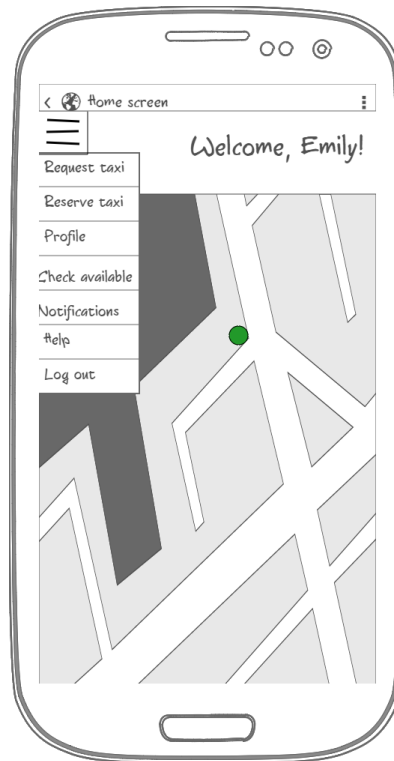 Home screen
Welcome, Emily!
Request taxi
Reserve taxi
Profile
Check available
Notifications
Help
Log out